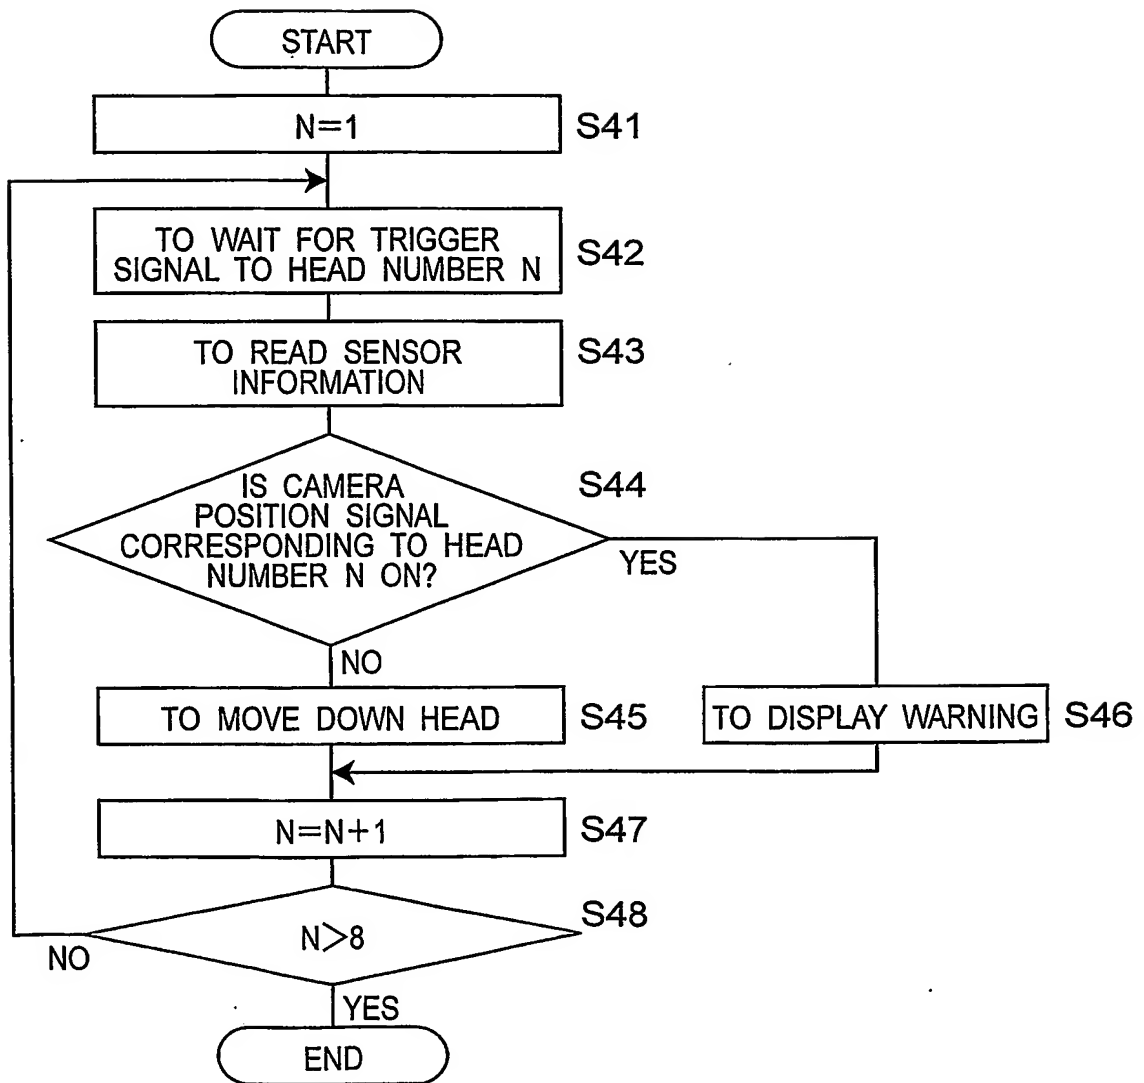 START
N=1
S41
TO WAIT FOR TRIGGER
SIGNAL TO HEAD NUMBER N
S42
TO READ SENSOR
INFORMATION
S43
IS CAMERA
POSITION SIGNAL
CORRESPONDING TO HEAD
NUMBER N ON?
S44
YES
NO
TO MOVE DOWN HEAD
S45
TO DISPLAY WARNING
S46
N=N+1
S47
N>8
S48
NO
YES
END